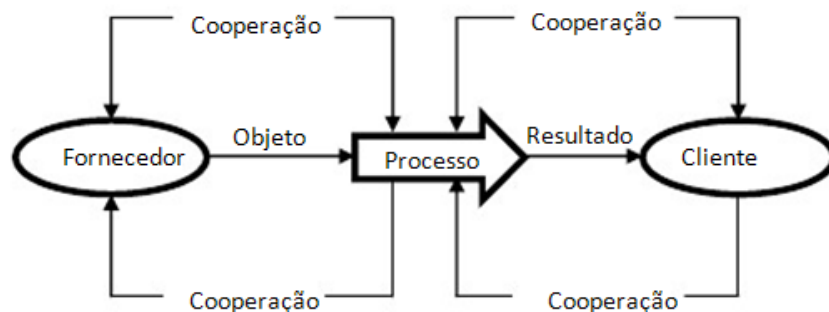 Cooperação
Cooperação
Objeto
Resultado
Fornecedor
Processo
Cliente
Cooperação
Cooperação